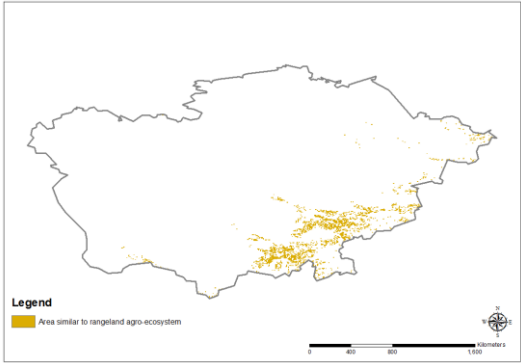 Legend
Area similar to rangeland agro-ecosystem
N
W
E
S
Kilometers
0 400 800 1,600